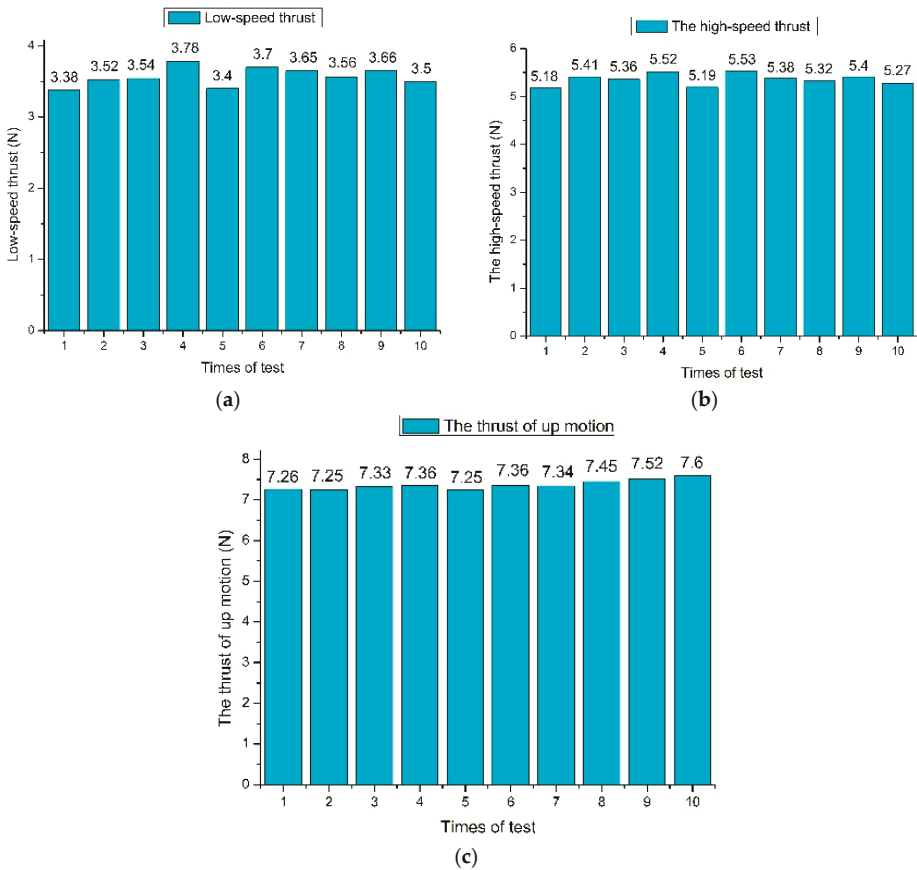 Low-speed thrust
4
3.38 3.52 3.54 3.78 3.4 3.7 3.65 3.56 3.66 3.5
3
2
1
0
Low-speed thrust (N)
1 2 3 4 5 6 7 8 9 10
Times of test
(a)
The high-speed thrust
6
5.18 5.41 5.36 5.52 5.19 5.53 5.38 5.32 5.4 5.27
5
4
3
2
1
0
The high-speed thrust (N)
1 2 3 4 5 6 7 8 9 10
Times of test
(b)
The thrust of up motion
8
7.26 7.25 7.33 7.36 7.25 7.36 7.34 7.45 7.52 7.6
7
6
5
4
3
2
1
0
The thrust of up motion (N)
1 2 3 4 5 6 7 8 9 10
Times of test
(c)